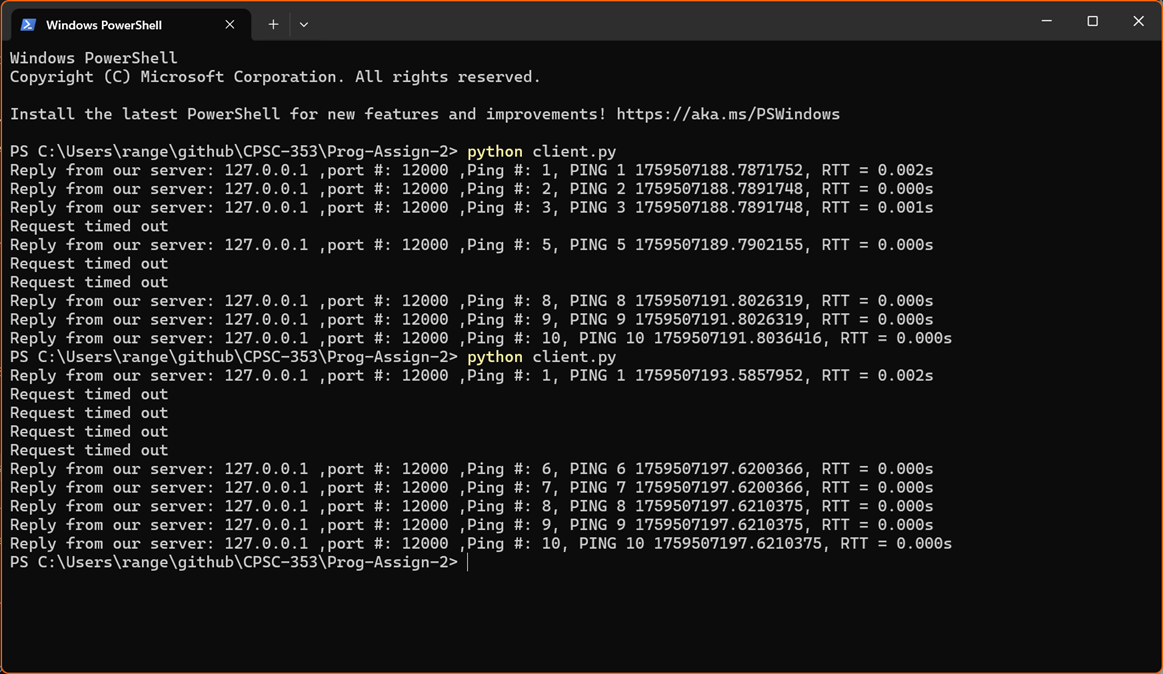 Windows PowerShell
Windows PowerShell
Copyright (C) Microsoft Corporation. All rights reserved.
Install the latest PowerShell for new features and improvements! https://aka.ms/PSWindows
PS C:\Users\range\github\CPSC-353\Prog-Assign-2> python client.py
Reply from our server: 127.0.0.1 ,port #: 12000 ,Ping #: 1, PING 1 1759507188.7871752, RTT = 0.002s
Reply from our server: 127.0.0.1 ,port #: 12000 ,Ping #: 2, PING 2 1759507188.7891748, RTT = 0.000s
Reply from our server: 127.0.0.1 ,port #: 12000 ,Ping #: 3, PING 3 1759507188.7891748, RTT = 0.001s
Request timed out
Reply from our server: 127.0.0.1 ,port #: 12000 ,Ping #: 5, PING 5 1759507189.7902155, RTT = 0.000s
Request timed out
Request timed out
Reply from our server: 127.0.0.1 ,port #: 12000 ,Ping #: 8, PING 8 1759507191.8026319, RTT = 0.000s
Reply from our server: 127.0.0.1 ,port #: 12000 ,Ping #: 9, PING 9 1759507191.8026319, RTT = 0.000s
Reply from our server: 127.0.0.1 ,port #: 12000 ,Ping #: 10, PING 10 1759507191.8036416, RTT = 0.000s
PS C:\Users\range\github\CPSC-353\Prog-Assign-2> python client.py
Reply from our server: 127.0.0.1 ,port #: 12000 ,Ping #: 1, PING 1 1759507193.5857952, RTT = 0.002s
Request timed out
Request timed out
Request timed out
Request timed out
Reply from our server: 127.0.0.1 ,port #: 12000 ,Ping #: 6, PING 6 1759507197.6200366, RTT = 0.000s
Reply from our server: 127.0.0.1 ,port #: 12000 ,Ping #: 7, PING 7 1759507197.6200366, RTT = 0.000s
Reply from our server: 127.0.0.1 ,port #: 12000 ,Ping #: 8, PING 8 1759507197.6210375, RTT = 0.000s
Reply from our server: 127.0.0.1 ,port #: 12000 ,Ping #: 9, PING 9 1759507197.6210375, RTT = 0.000s
Reply from our server: 127.0.0.1 ,port #: 12000 ,Ping #: 10, PING 10 1759507197.6210375, RTT = 0.000s
PS C:\Users\range\github\CPSC-353\Prog-Assign-2>